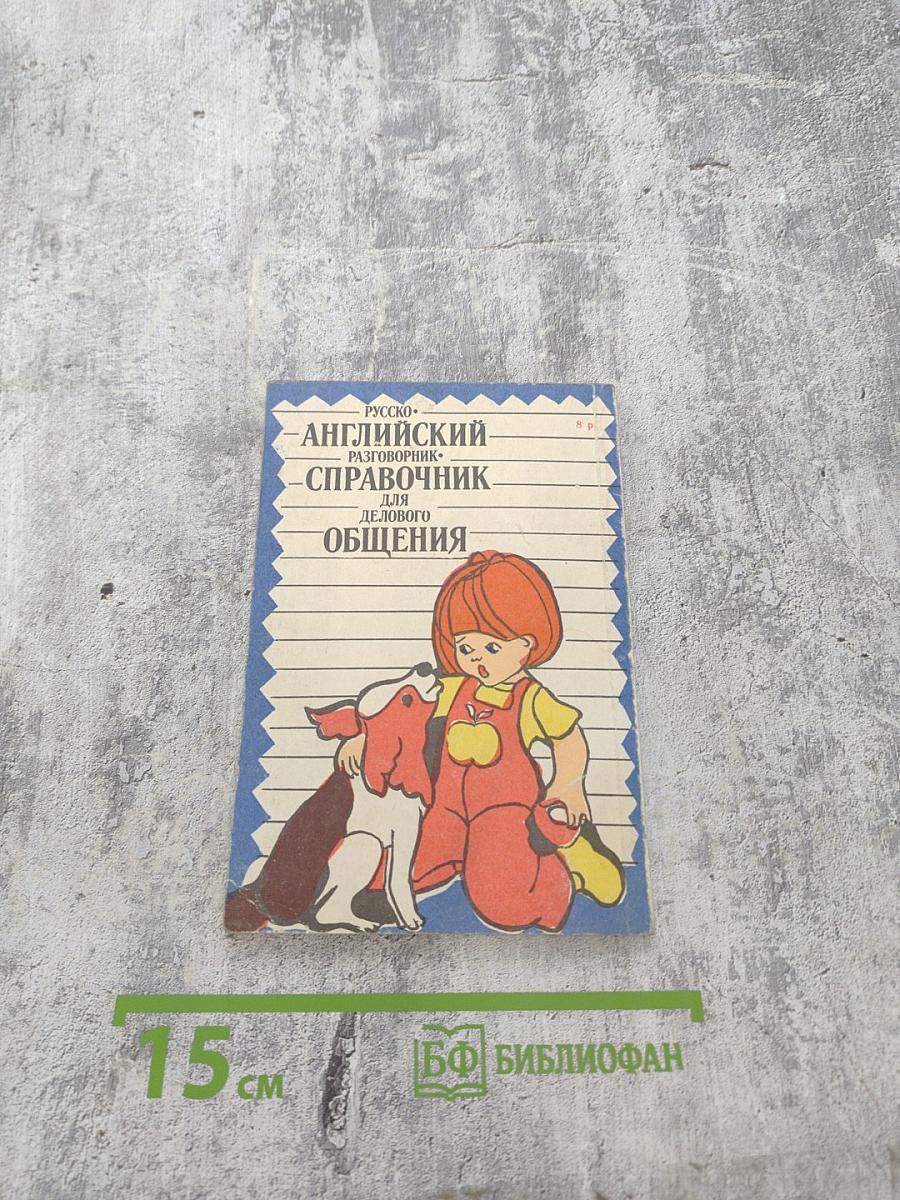 РУССКО•
АНГЛИЙСКИЙ
8 р.
РАЗГОВОРНИК•
СПРАВОЧНИК
ДЛЯ
ДЕЛОВОГО
ОБЩЕНИЯ
15 см
БФ БИБЛИОФАН